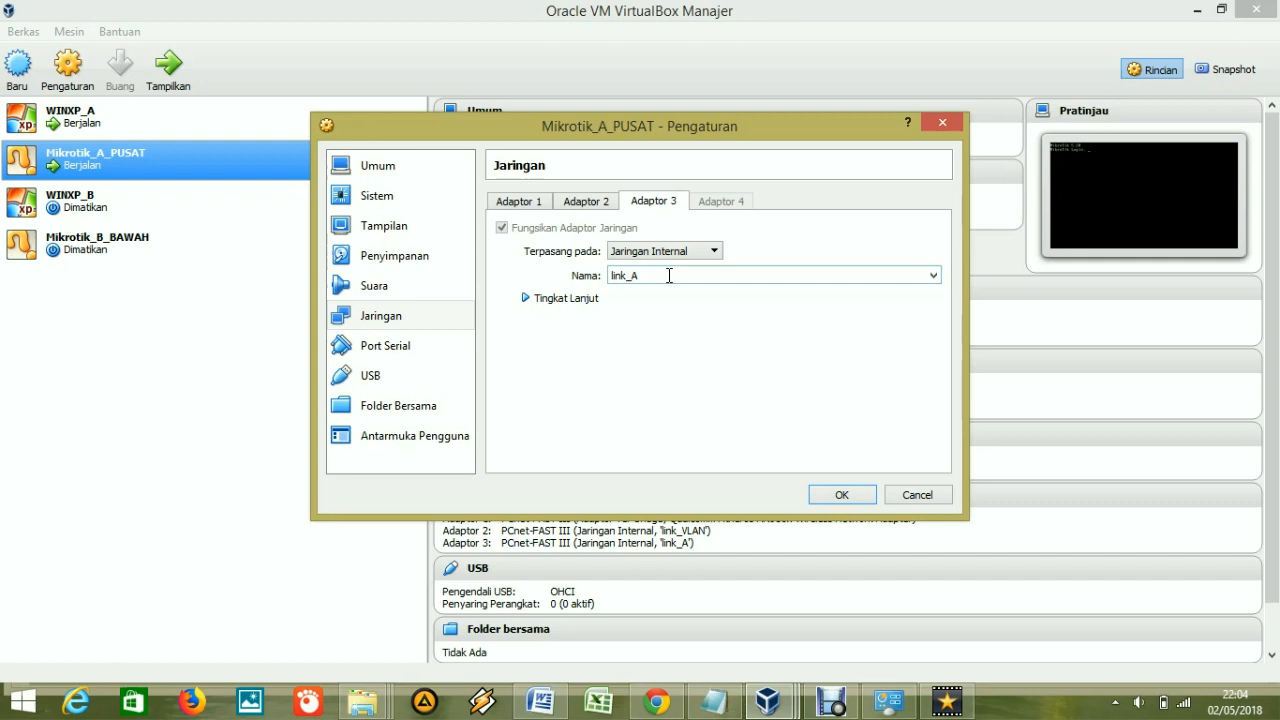 Oracle VM VirtualBox Manajer
Berkas Mesin Bantuan
Baru Pengaturan Buang Tampilkan
Rincian Snapshot
WINXP_A
Berjalan
Mikrotik_A_PUSAT
Berjalan
WINXP_B
Dimatikan
Mikrotik_B_BAWAH
Dimatikan
Umum
Pratinjau
Mikrotik_A_PUSAT - Pengaturan
?
Umum
Sistem
Tampilan
Penyimpanan
Suara
Jaringan
Port Serial
USB
Folder Bersama
Antarmuka Pengguna
Jaringan
Adaptor 1 Adaptor 2 Adaptor 3 Adaptor 4
Fungsikan Adaptor Jaringan
Terpasang pada: Jaringan Internal
Nama: link_A
Tingkat Lanjut
OK Cancel
Adaptor 2: PCnet-FAST III (Jaringan Internal, 'link_VLAN')
Adaptor 3: PCnet-FAST III (Jaringan Internal, 'link_A')
USB
Pengendali USB: OHCI
Penyaring Perangkat: 0 (0 aktif)
Folder bersama
Tidak Ada
22:04
02/05/2018